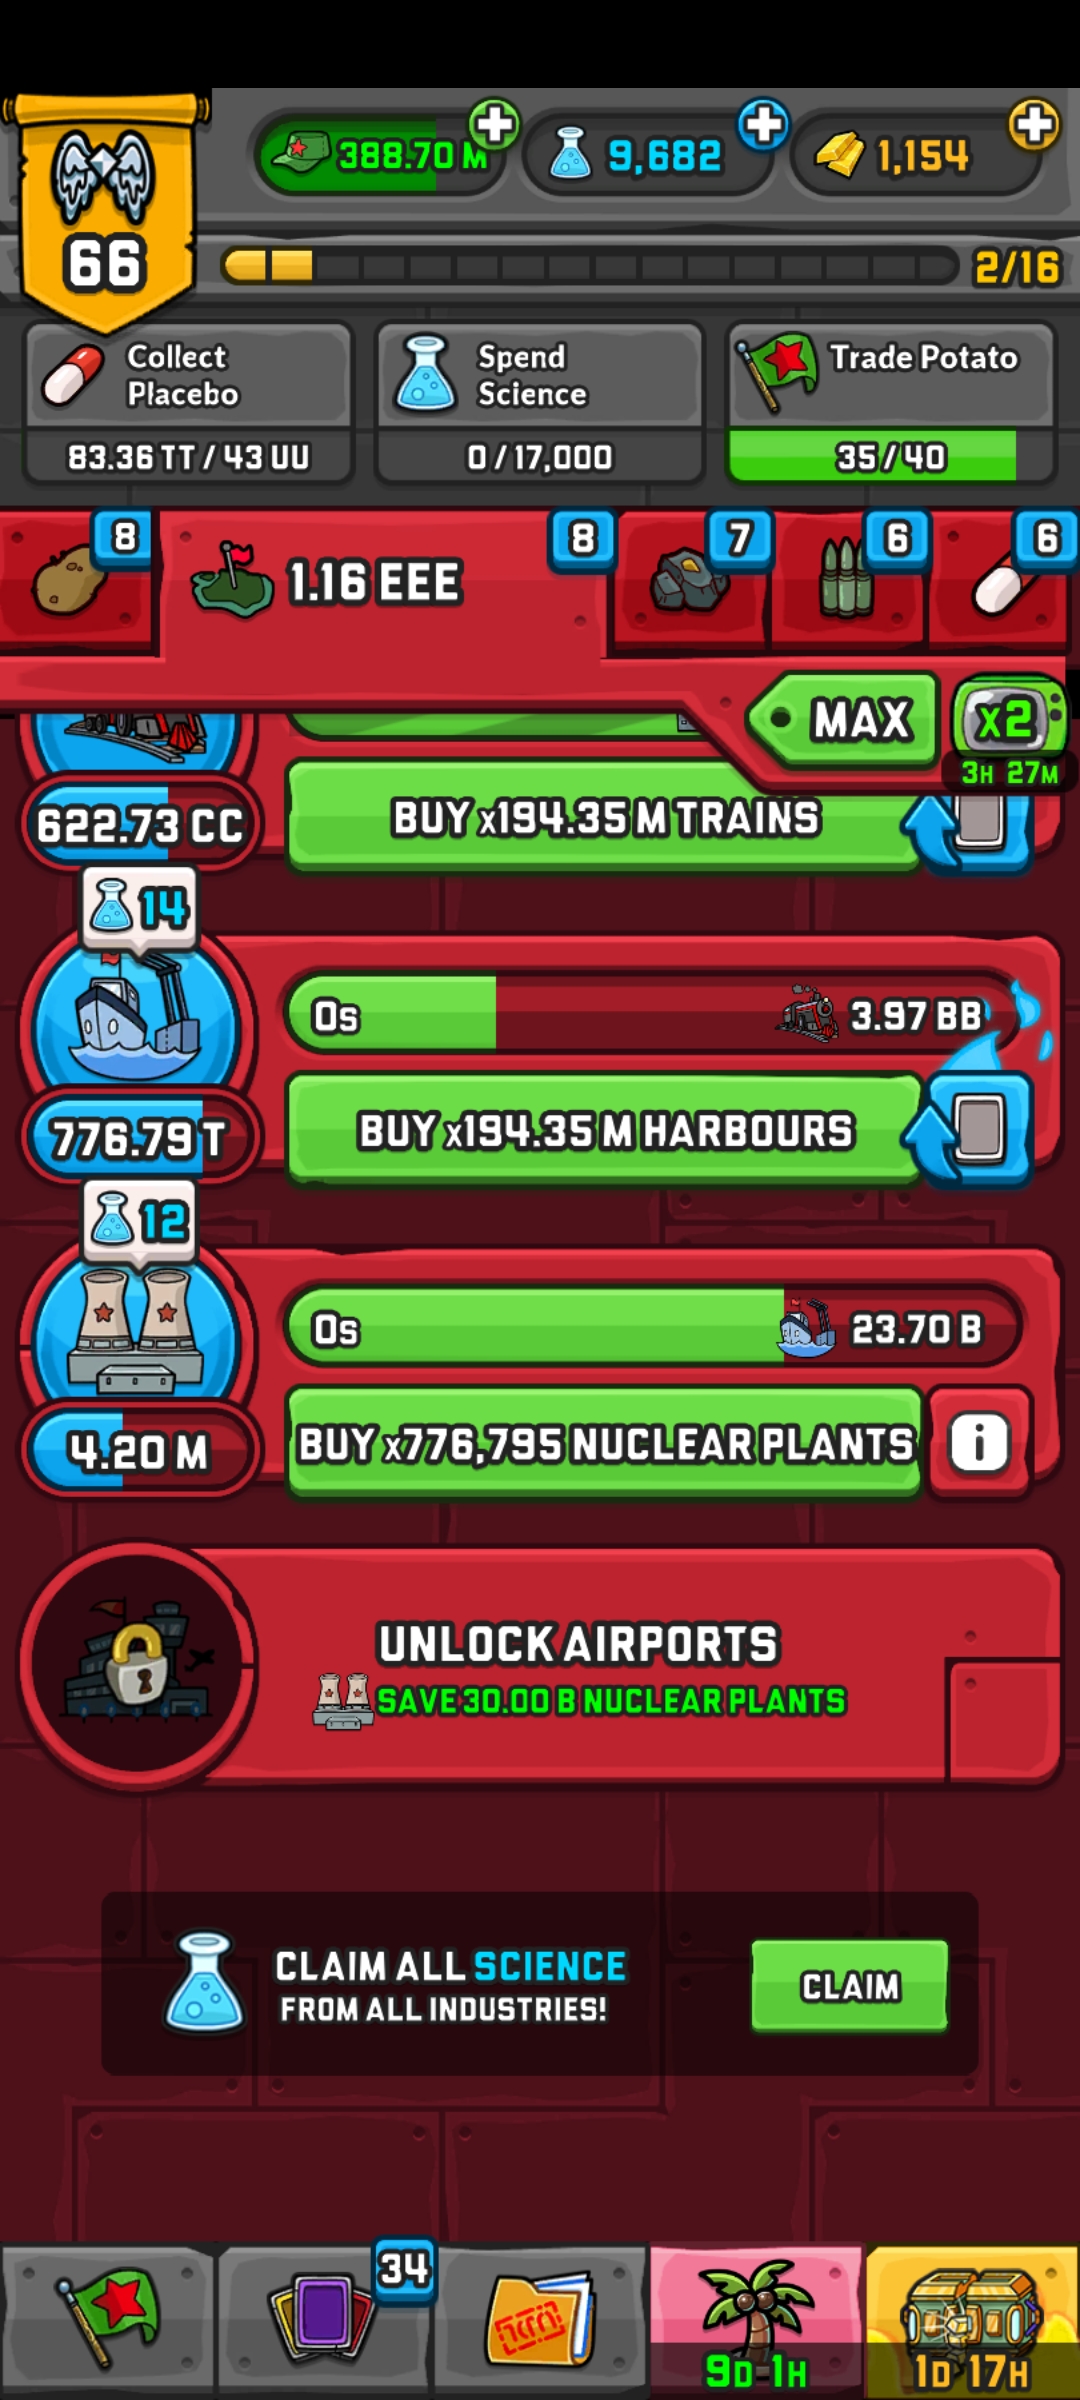 388.70 M
9,682
1,154
66
2/16
Collect
Placebo
83.36 TT / 43 UU
Spend
Science
0 / 17,000
Trade Potato
35 / 40
8
1.16 EEE
8
7
6
6
MAX
x2
3H 27M
622.73 CC
BUY x194.35 M TRAINS
14
0s
3.97 BB
776.79 T
BUY x194.35 M HARBOURS
12
0s
23.70 B
4.20 M
BUY x776,795 NUCLEAR PLANTS
i
UNLOCK AIRPORTS
SAVE 30.00 B NUCLEAR PLANTS
CLAIM ALL SCIENCE
FROM ALL INDUSTRIES!
CLAIM
34
9D 1H
1D 17H